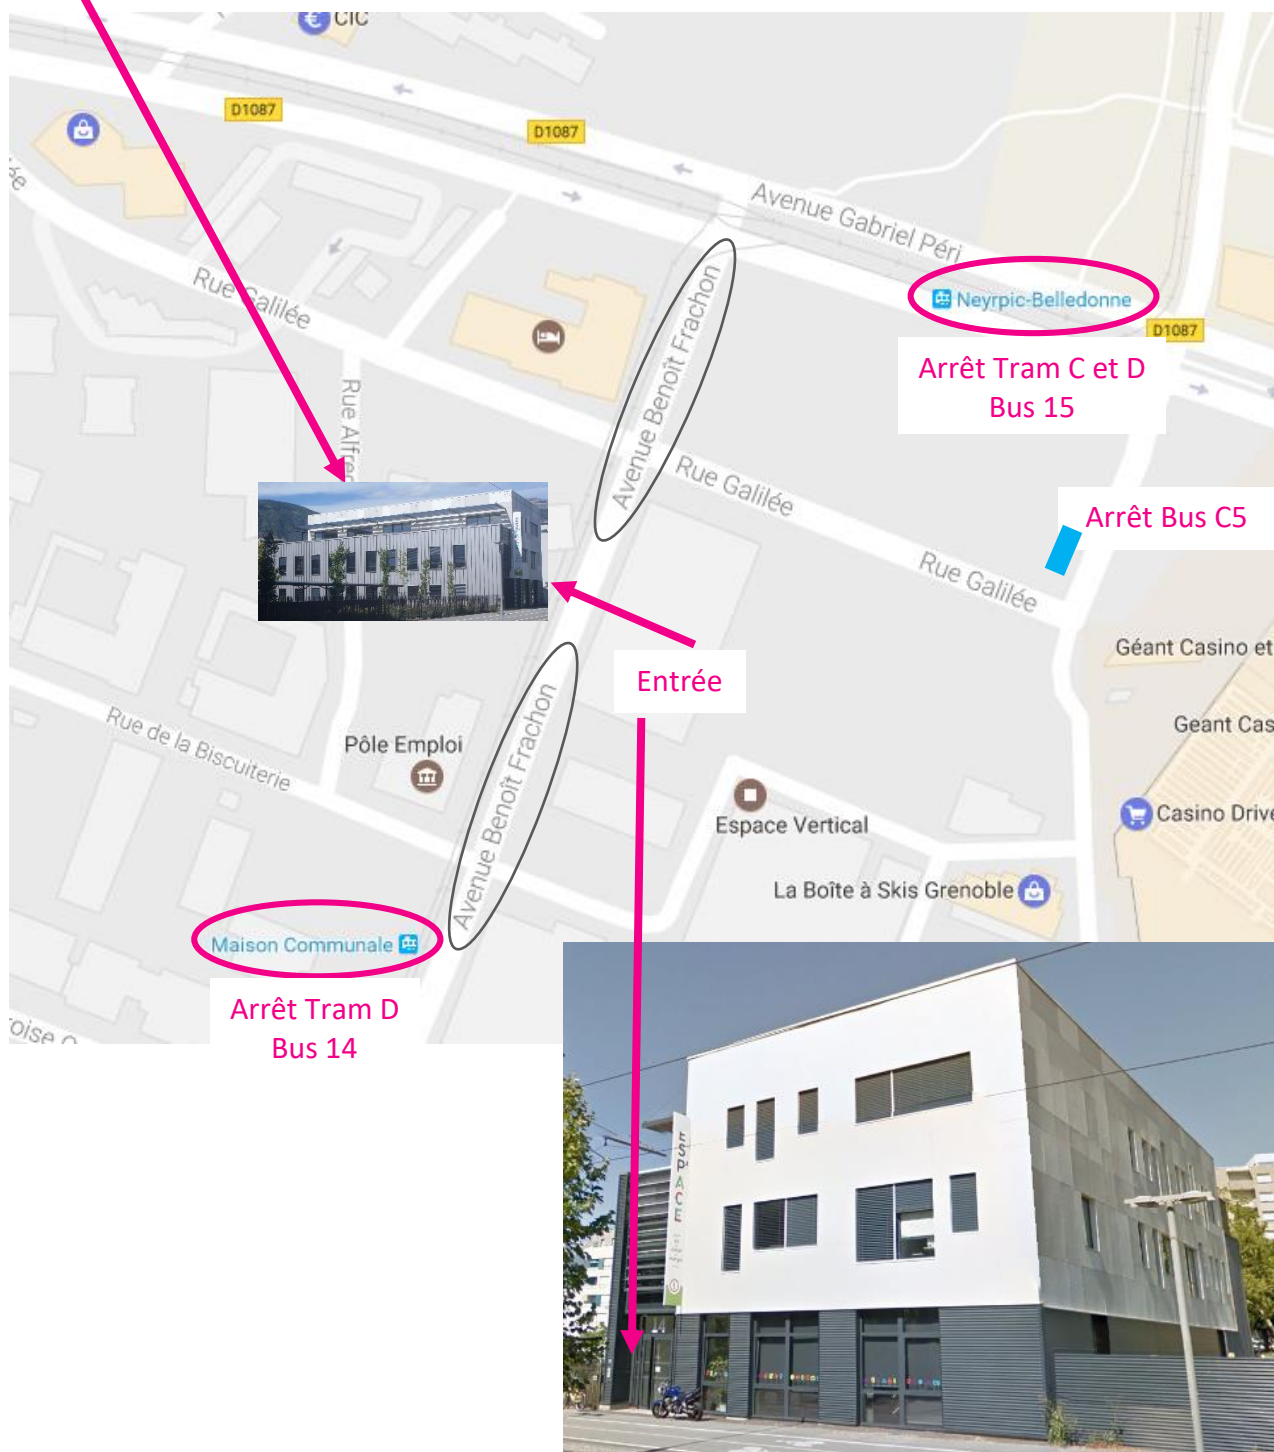 CIC
D1087
D1087
Avenue Gabriel Péri
Rue Galilée
Avenue Benoît Frachon
Neyrpic-Belledonne
D1087
Arrêt Tram C et D
Bus 15
Rue Alfred
Rue Galilée
Arrêt Bus C5
Rue Galilée
Géant Casino et
Entrée
Avenue Benoît Frachon
Rue de la Biscuiterie
Pôle Emploi
Geant Cas
Espace Vertical
Casino Drive
La Boîte à Skis Grenoble
Maison Communale
Arrêt Tram D
Bus 14
oise
ESPACE
14